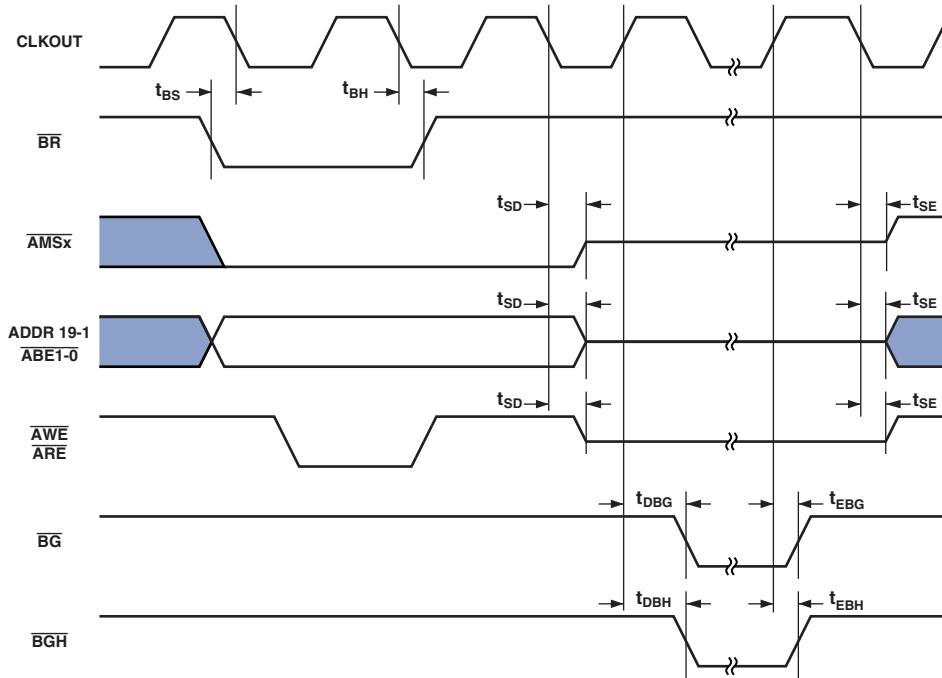 CLKOUT
tBS
tBH
BR
tSD
tSE
AMSx
tSD
tSE
ADDR 19-1
ABE1-0
tSD
tSE
AWE
ARE
tDBG
tEBG
BG
tDBH
tEBH
BGH